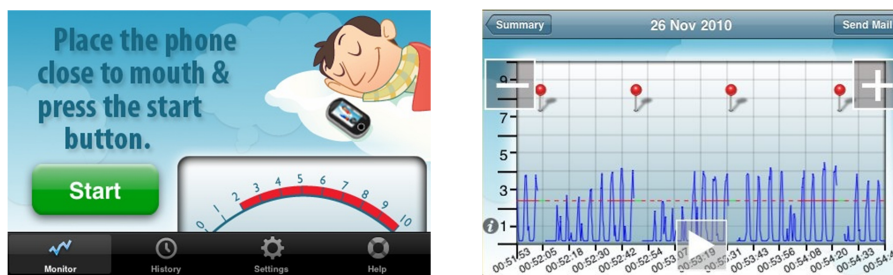 Place the phone
close to mouth &
press the start
button.
Start
0 1 2 3 4 5 6 7 8 9 10
Monitor History Settings Help
Summary 26 Nov 2010 Send Mail
9
7
5
3
1
00:51:53 00:52:05 00:52:18 00:52:30 00:52:42 00:52:54 00:53:07 00:53:19 00:53:31 00:53:43 00:53:56 00:54:08 00:54:20 00:54:33